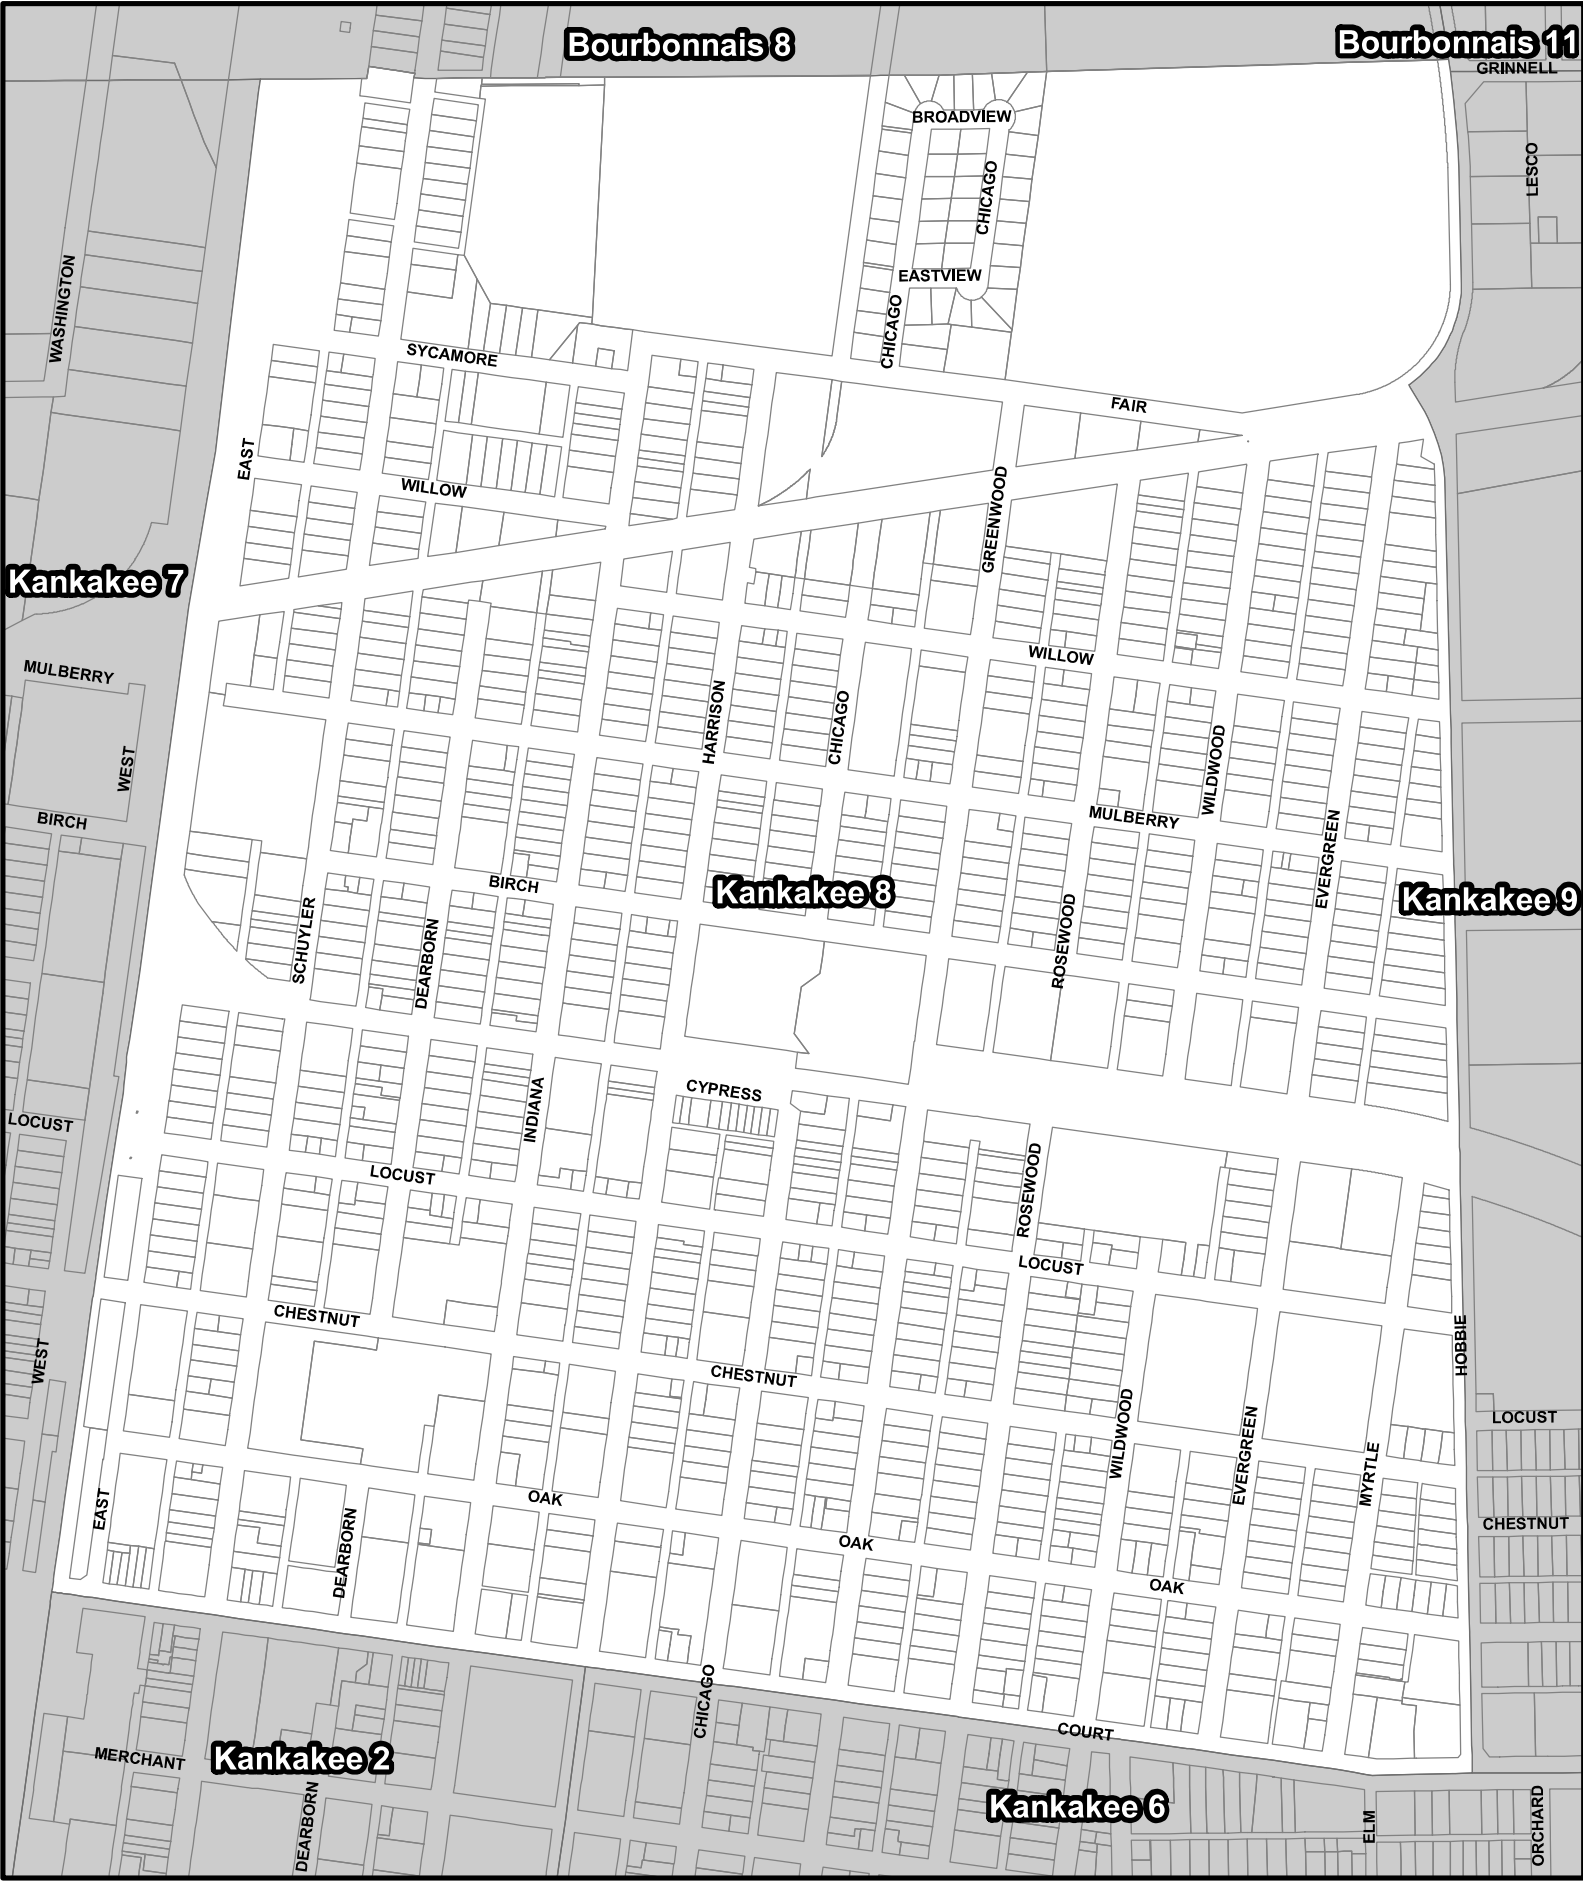 Bourbonnais 8
Bourbonnais 11
GRINNELL
BROADVIEW
LESCO
CHICAGO
EASTVIEW
WASHINGTON
CHICAGO
SYCAMORE
FAIR
EAST
WILLOW
GREENWOOD
Kankakee 7
WILLOW
MULBERRY
HARRISON
CHICAGO
WEST
WILDWOOD
MULBERRY
BIRCH
EVERGREEN
BIRCH
Kankakee 8
Kankakee 9
SCHUYLER
DEARBORN
ROSEWOOD
CYPRESS
INDIANA
LOCUST
LOCUST
ROSEWOOD
LOCUST
CHESTNUT
HOBBIE
WEST
CHESTNUT
LOCUST
WILDWOOD
EVERGREEN
MYRTLE
OAK
EAST
CHESTNUT
DEARBORN
OAK
OAK
CHICAGO
COURT
MERCHANT
Kankakee 2
Kankakee 6
DEARBORN
ELM
ORCHARD